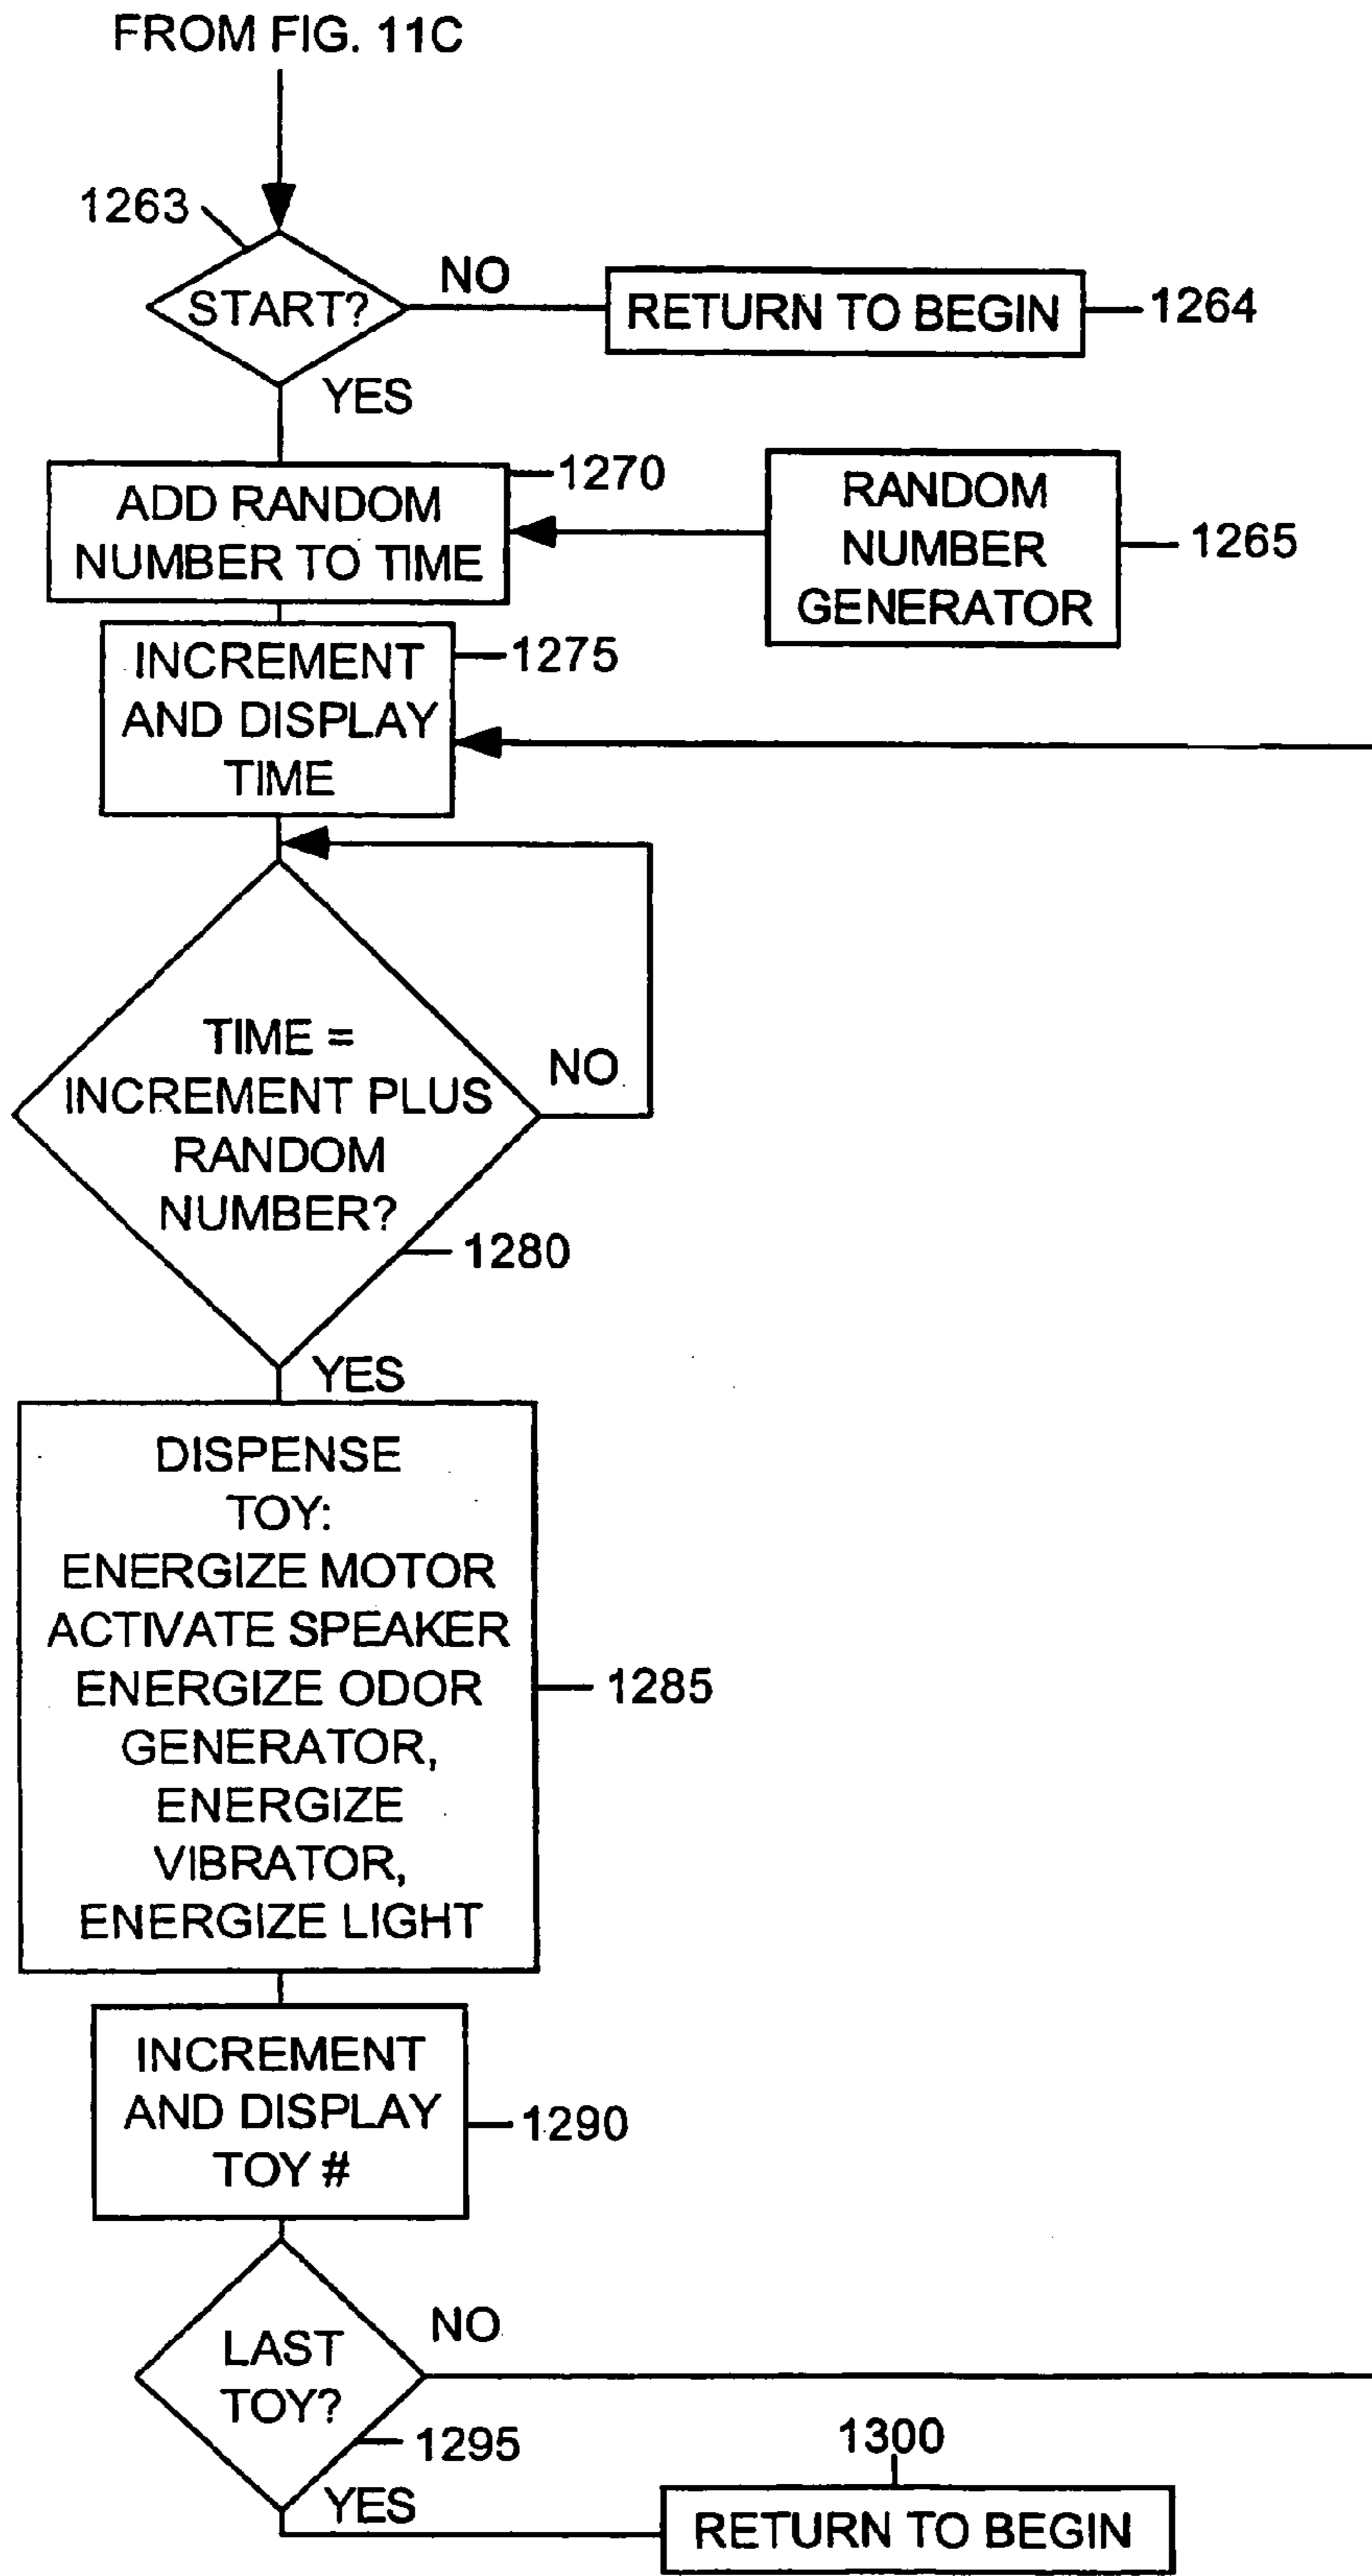 FROM FIG. 11C
1263
START?
NO
RETURN TO BEGIN
1264
YES
ADD RANDOM
NUMBER TO TIME
1270
RANDOM
NUMBER
GENERATOR
1265
INCREMENT
AND DISPLAY
TIME
1275
TIME =
INCREMENT PLUS
RANDOM
NUMBER?
NO
1280
YES
DISPENSE
TOY:
ENERGIZE MOTOR
ACTIVATE SPEAKER
ENERGIZE ODOR
GENERATOR,
ENERGIZE
VIBRATOR,
ENERGIZE LIGHT
1285
INCREMENT
AND DISPLAY
TOY #
1290
LAST
TOY?
NO
1295
YES
1300
RETURN TO BEGIN